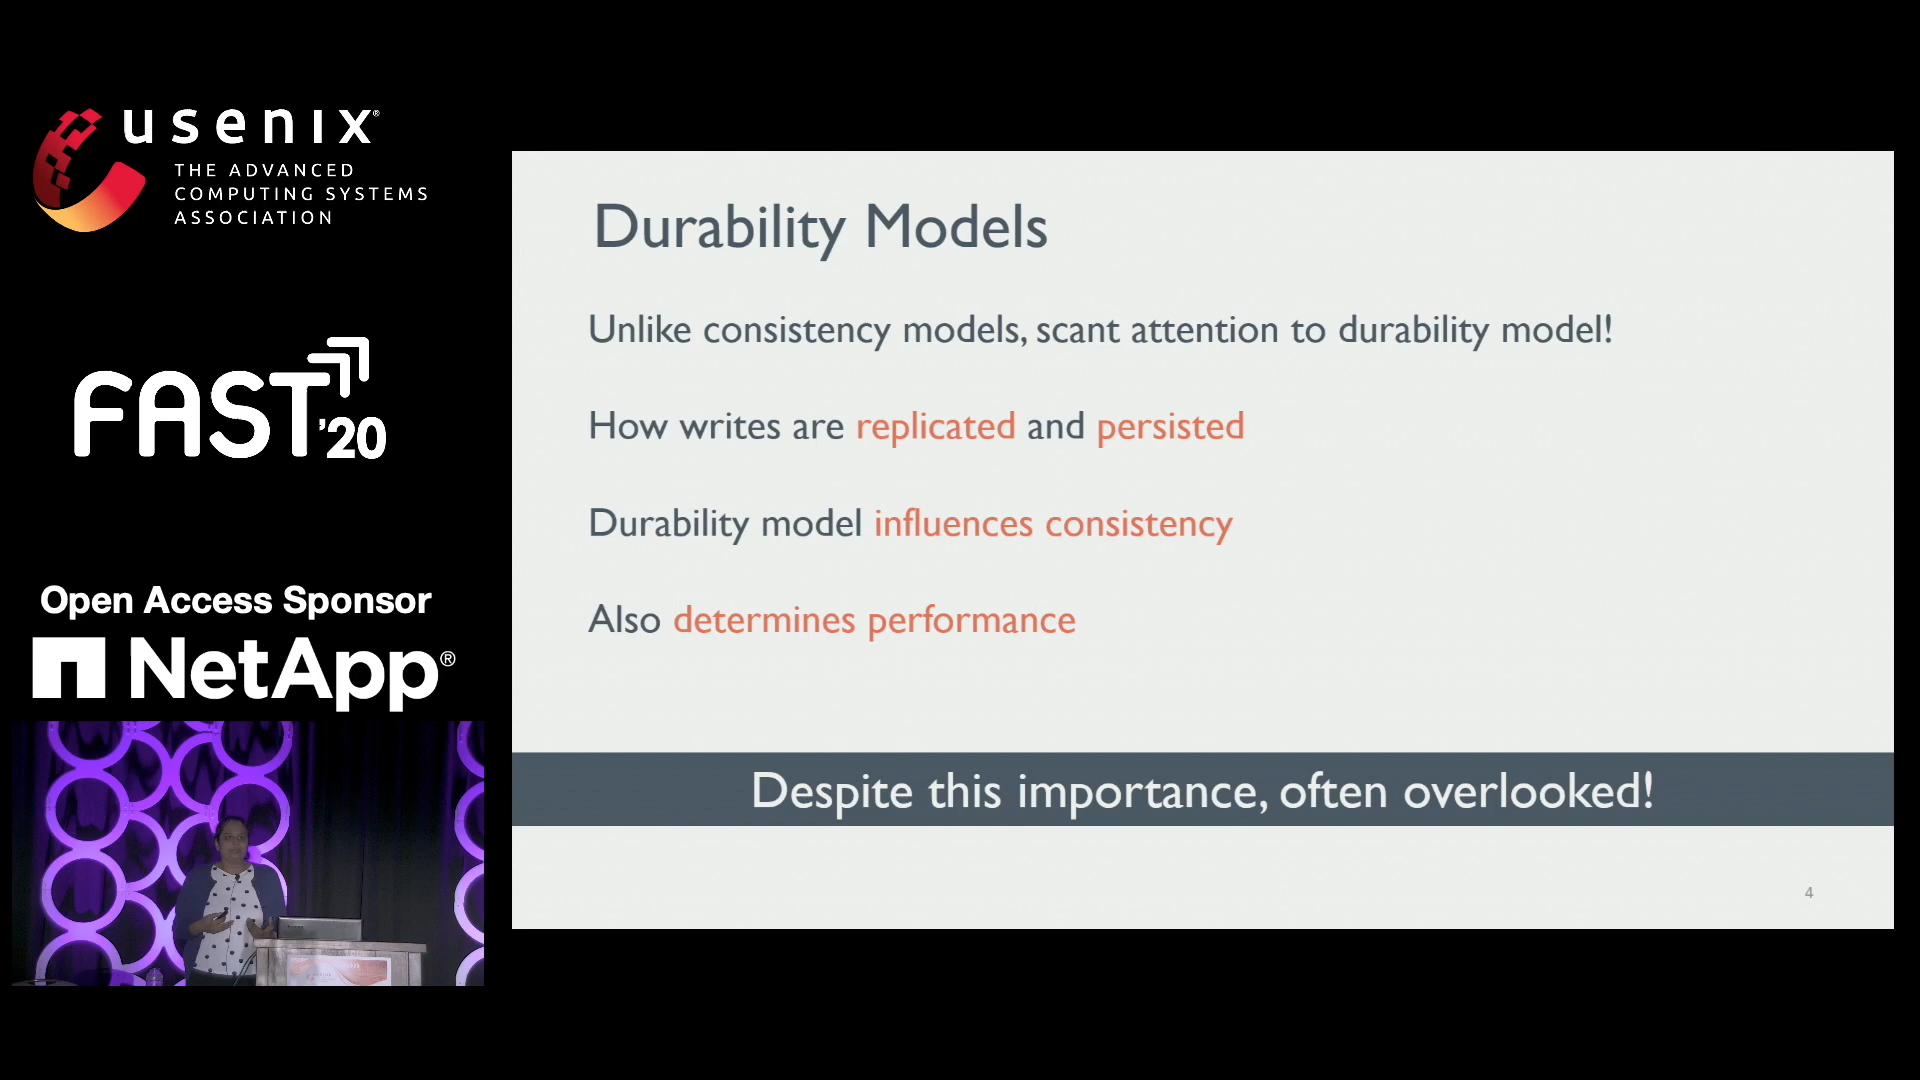 usenix®
THE ADVANCED
COMPUTING SYSTEMS
ASSOCIATION
FAST '20
Open Access Sponsor
NetApp®
Durability Models
Unlike consistency models, scant attention to durability model!
How writes are replicated and persisted
Durability model influences consistency
Also determines performance
Despite this importance, often overlooked!
4